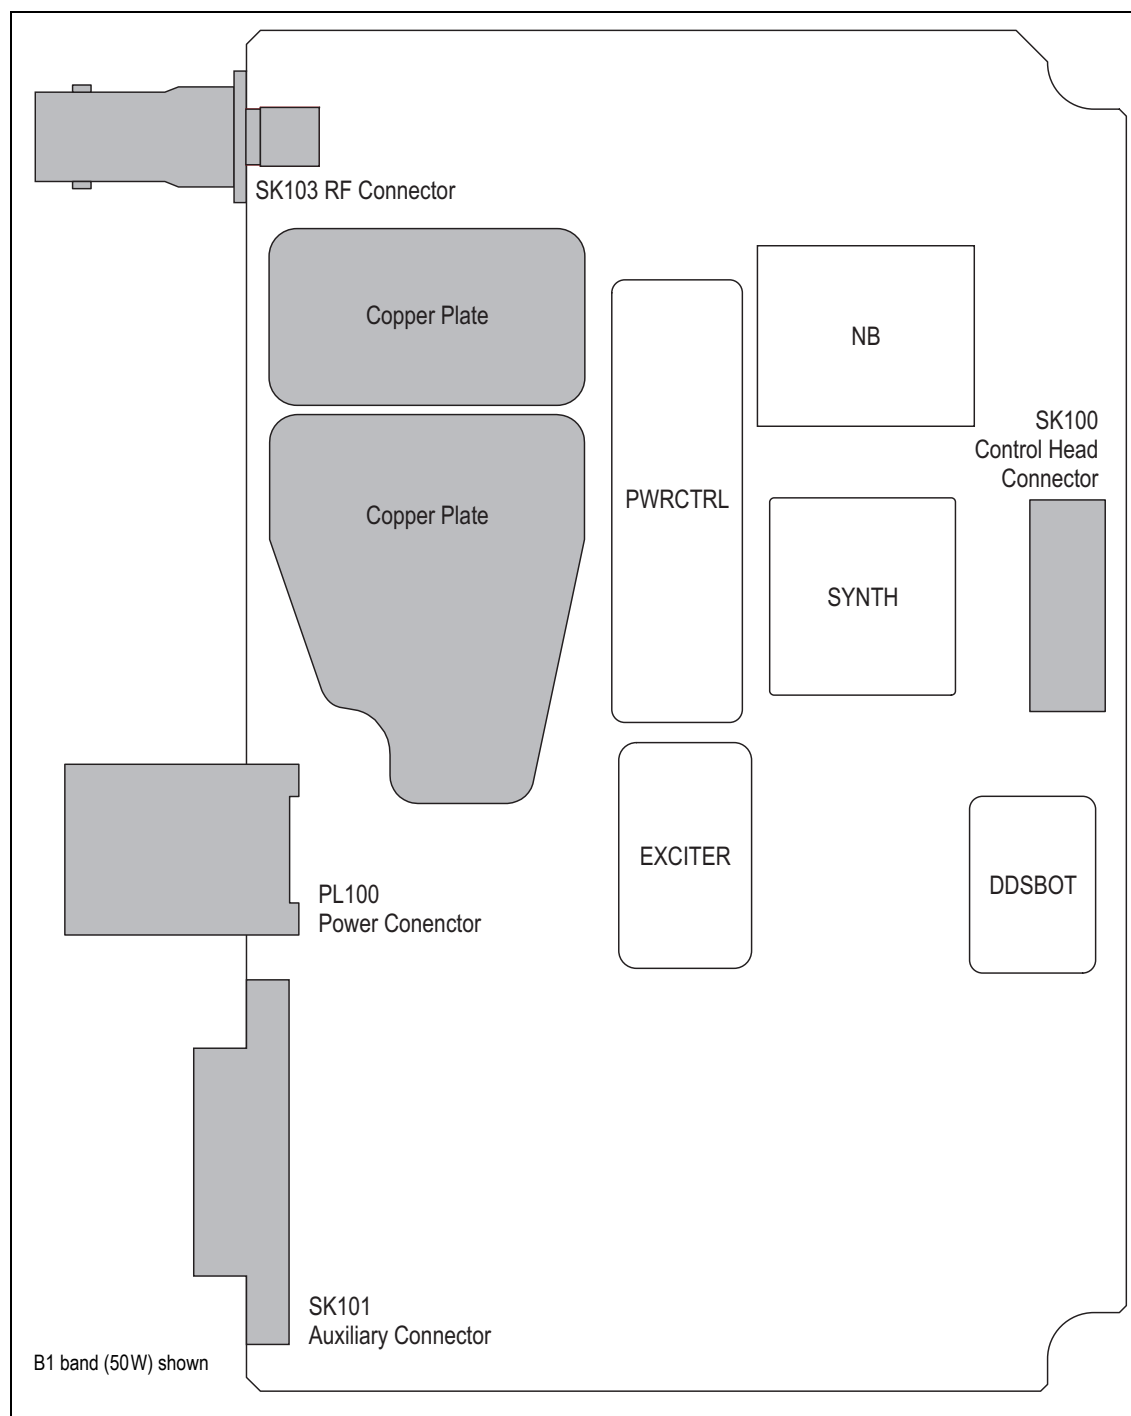 SK103 RF Connector
Copper Plate
NB
SK100
Control Head
Connector
PWRCTRL
Copper Plate
SYNTH
EXCITER
DDSBOT
PL100
Power Conenctor
SK101
Auxiliary Connector
B1 band (50W) shown